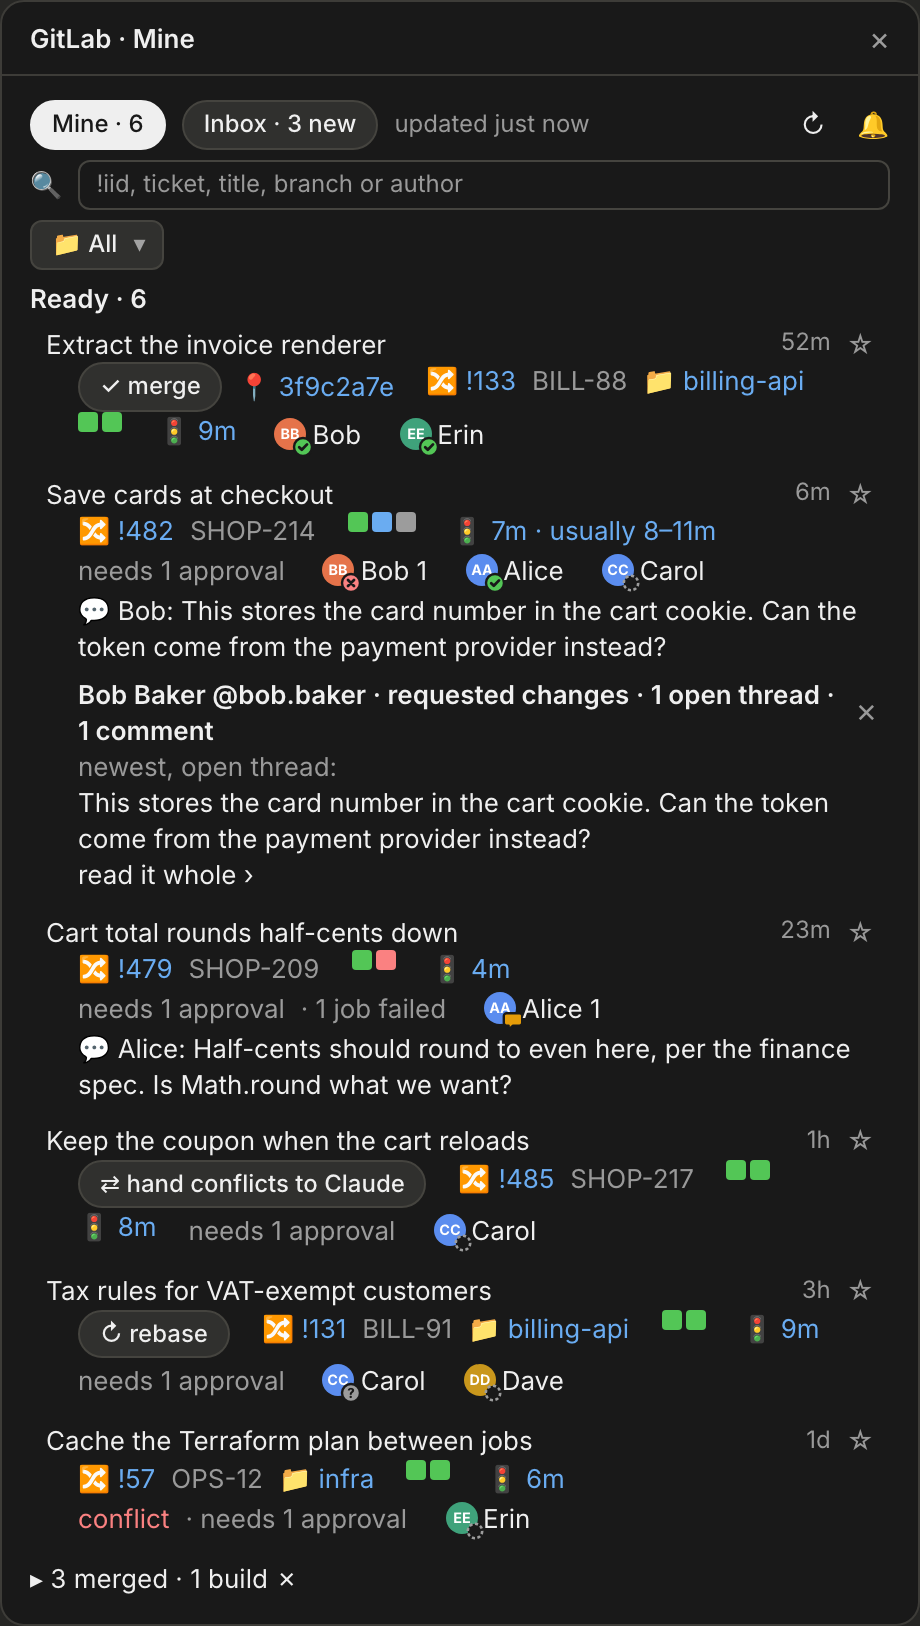 GitLab · Mine ×
Mine · 6 Inbox · 3 new updated just now
!iid, ticket, title, branch or author
All ▾
Ready · 6
Extract the invoice renderer 52m ☆
✓ merge 3f9c2a7e !133 BILL-88 billing-api
9m BB Bob EE Erin
Save cards at checkout 6m ☆
!482 SHOP-214 7m · usually 8–11m
needs 1 approval BB Bob 1 AA Alice CC Carol
Bob: This stores the card number in the cart cookie. Can the
token come from the payment provider instead?
Bob Baker @bob.baker · requested changes · 1 open thread ·
1 comment ×
newest, open thread:
This stores the card number in the cart cookie. Can the token
come from the payment provider instead?
read it whole ›
Cart total rounds half-cents down 23m ☆
!479 SHOP-209 4m
needs 1 approval · 1 job failed AA Alice 1
Alice: Half-cents should round to even here, per the finance
spec. Is Math.round what we want?
Keep the coupon when the cart reloads 1h ☆
⇄ hand conflicts to Claude !485 SHOP-217
8m needs 1 approval CC Carol
Tax rules for VAT-exempt customers 3h ☆
↻ rebase !131 BILL-91 billing-api 9m
needs 1 approval CC ? Carol DD Dave
Cache the Terraform plan between jobs 1d ☆
!57 OPS-12 infra 6m
conflict · needs 1 approval EE Erin
▸ 3 merged · 1 build ×